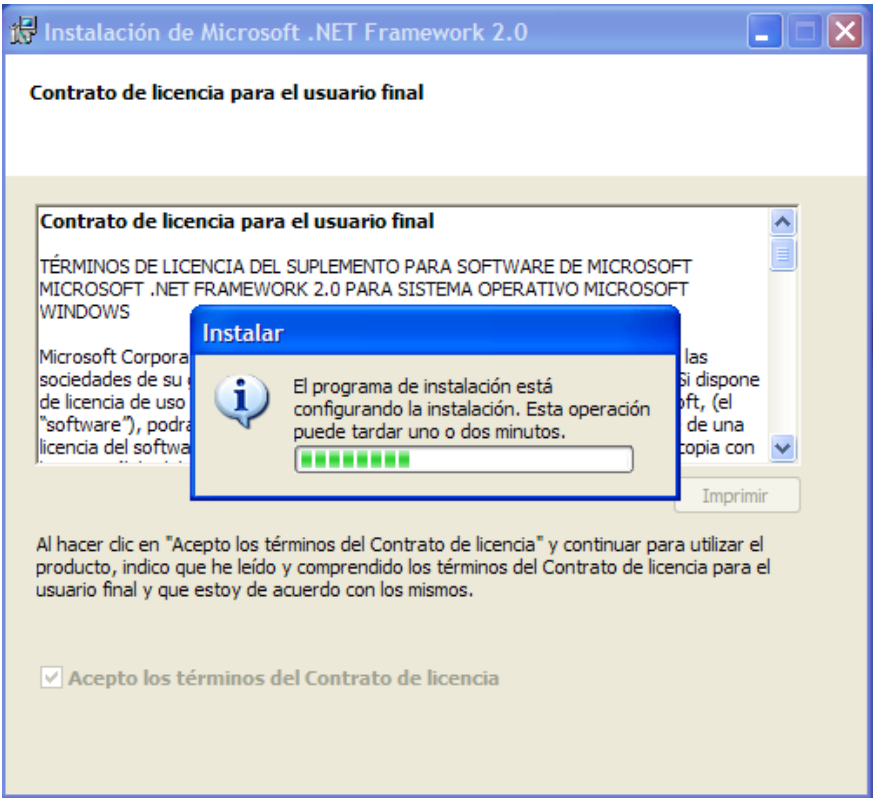 Instalación de Microsoft .NET Framework 2.0
Contrato de licencia para el usuario final
Contrato de licencia para el usuario final
TÉRMINOS DE LICENCIA DEL SUPLEMENTO PARA SOFTWARE DE MICROSOFT
MICROSOFT .NET FRAMEWORK 2.0 PARA SISTEMA OPERATIVO MICROSOFT
WINDOWS
Microsoft Corpora las
sociedades de su Si dispone
de licencia de uso oft, (el
"software"), podrá de una
licencia del softwa copia con
Instalar
El programa de instalación está
configurando la instalación. Esta operación
puede tardar uno o dos minutos.
Imprimir
Al hacer clic en "Acepto los términos del Contrato de licencia" y continuar para utilizar el
producto, indico que he leído y comprendido los términos del Contrato de licencia para el
usuario final y que estoy de acuerdo con los mismos.
Acepto los términos del Contrato de licencia